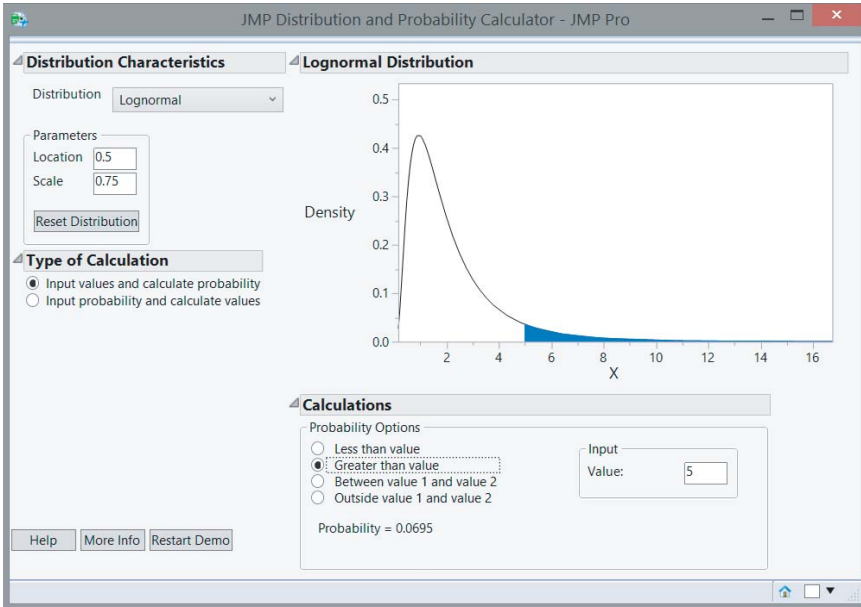 JMP Distribution and Probability Calculator - JMP Pro
Distribution Characteristics
Distribution Lognormal
Parameters
Location 0.5
Scale 0.75
Reset Distribution
Type of Calculation
Input values and calculate probability
Input probability and calculate values
Lognormal Distribution
0.5
0.4
0.3
Density
0.2
0.1
0.0
2 4 6 8 10 12 14 16
X
Calculations
Probability Options
Less than value
Greater than value
Between value 1 and value 2
Outside value 1 and value 2
Input
Value: 5
Probability = 0.0695
Help More Info Restart Demo